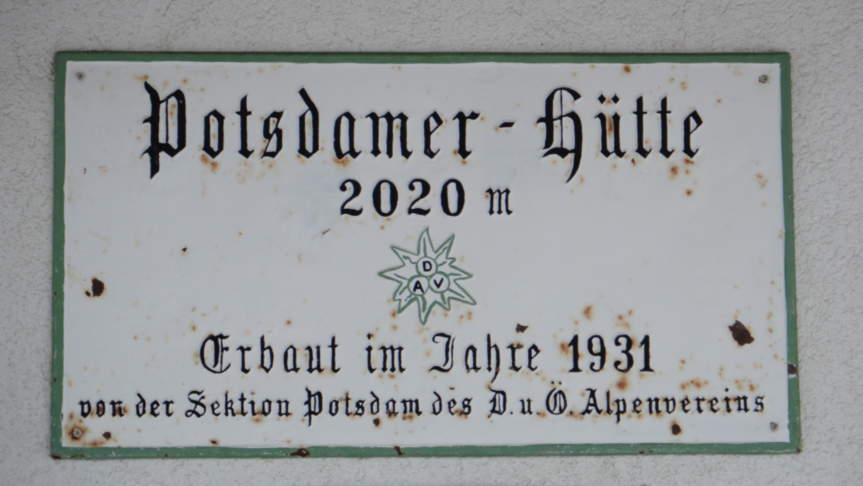 Potsdamer-Hütte
2020 m
D
A V
Erbaut im Jahre 1931
von der Sektion Potsdam des D. u. Ö. Alpenvereins